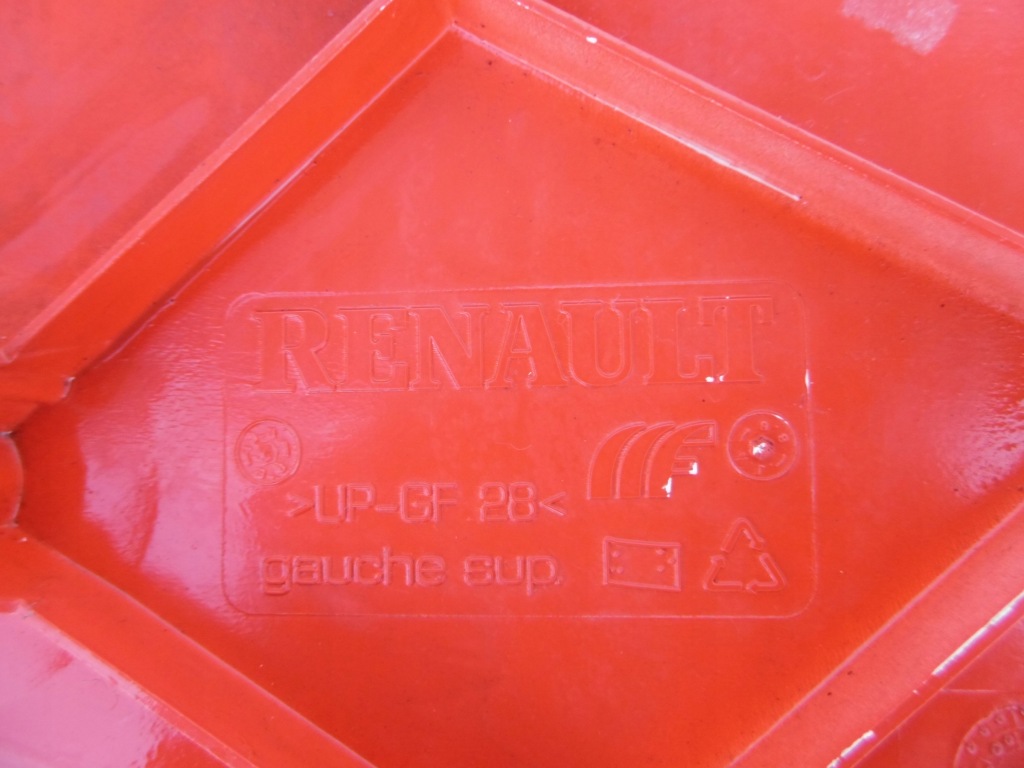 RENAULT
>UP-GF 28<
gauche sup.